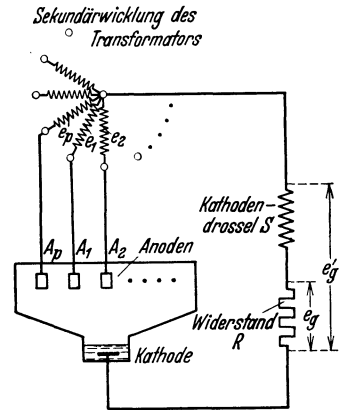 Sekundärwicklung des
Transformators
e_p e_1 e_2
Kathoden-
drossel S
e'_g
A_p A_1 A_2 Anoden
Widerstand
R
e_g
Kathode